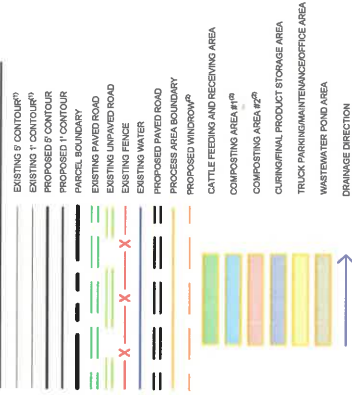 EXISTING 5' CONTOUR(1)
EXISTING 1' CONTOUR(1)
PROPOSED 5' CONTOUR
PROPOSED 1' CONTOUR
PARCEL BOUNDARY
EXISTING PAVED ROAD
EXISTING UNPAVED ROAD
EXISTING FENCE
EXISTING WATER
PROPOSED PAVED ROAD
PROCESS AREA BOUNDARY
PROPOSED WINDROW(2)
CATTLE FEEDING AND RECEIVING AREA
COMPOSTING AREA #1(2)
COMPOSTING AREA #2(2)
CURING/FINAL PRODUCT STORAGE AREA
TRUCK PARKING/MAINTENANCE/OFFICE AREA
WASTEWATER POND AREA
DRAINAGE DIRECTION